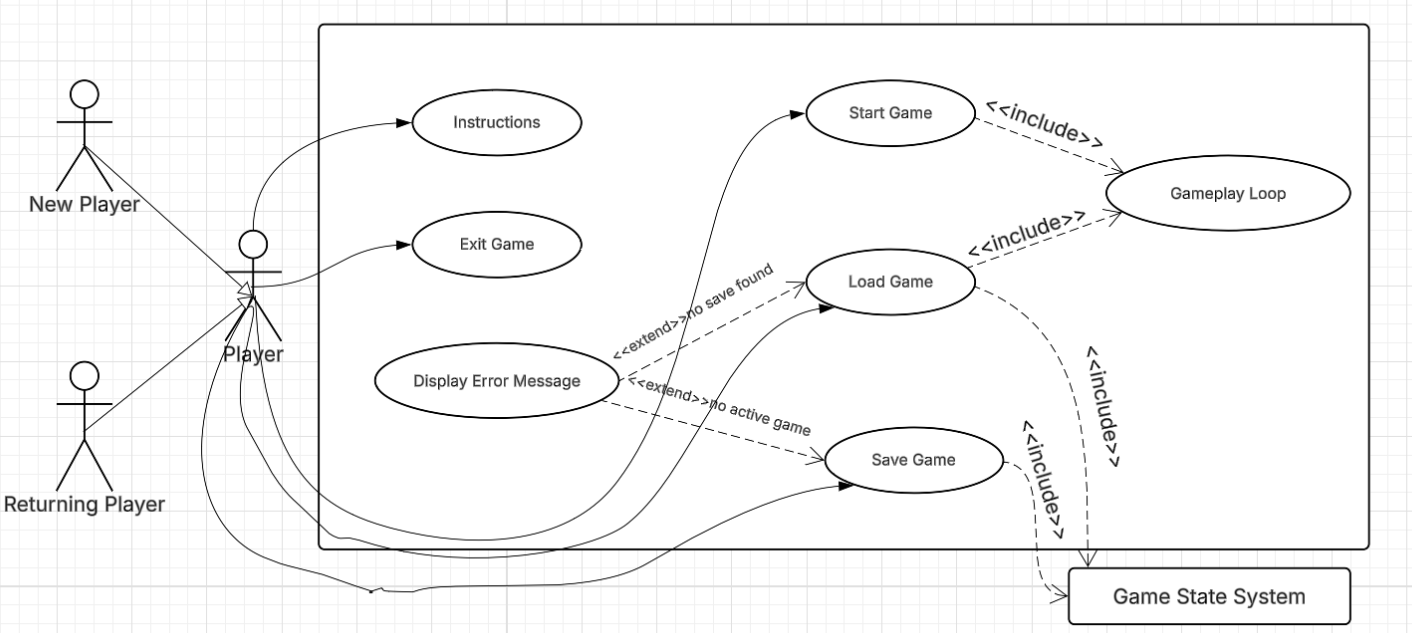 Instructions
Start Game
<<include>>
Gameplay Loop
New Player
Exit Game
<<include>>
Load Game
<<extend>>no save found
Player
Display Error Message
<<extend>>no active game
<<include>>
Save Game
<<include>>
Returning Player
Game State System